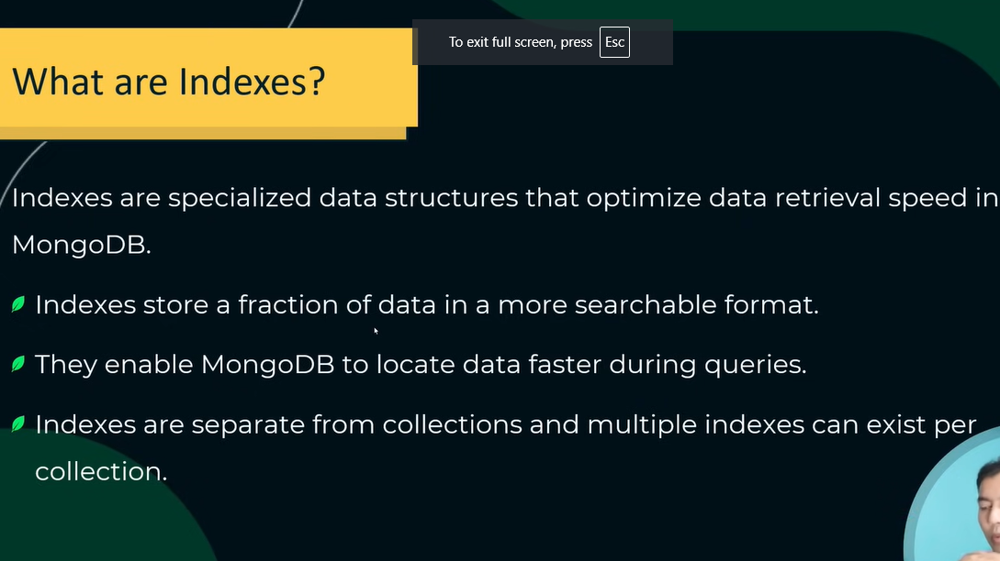 To exit full screen, press Esc
What are Indexes?
Indexes are specialized data structures that optimize data retrieval speed in
MongoDB.
Indexes store a fraction of data in a more searchable format.
They enable MongoDB to locate data faster during queries.
Indexes are separate from collections and multiple indexes can exist per
collection.